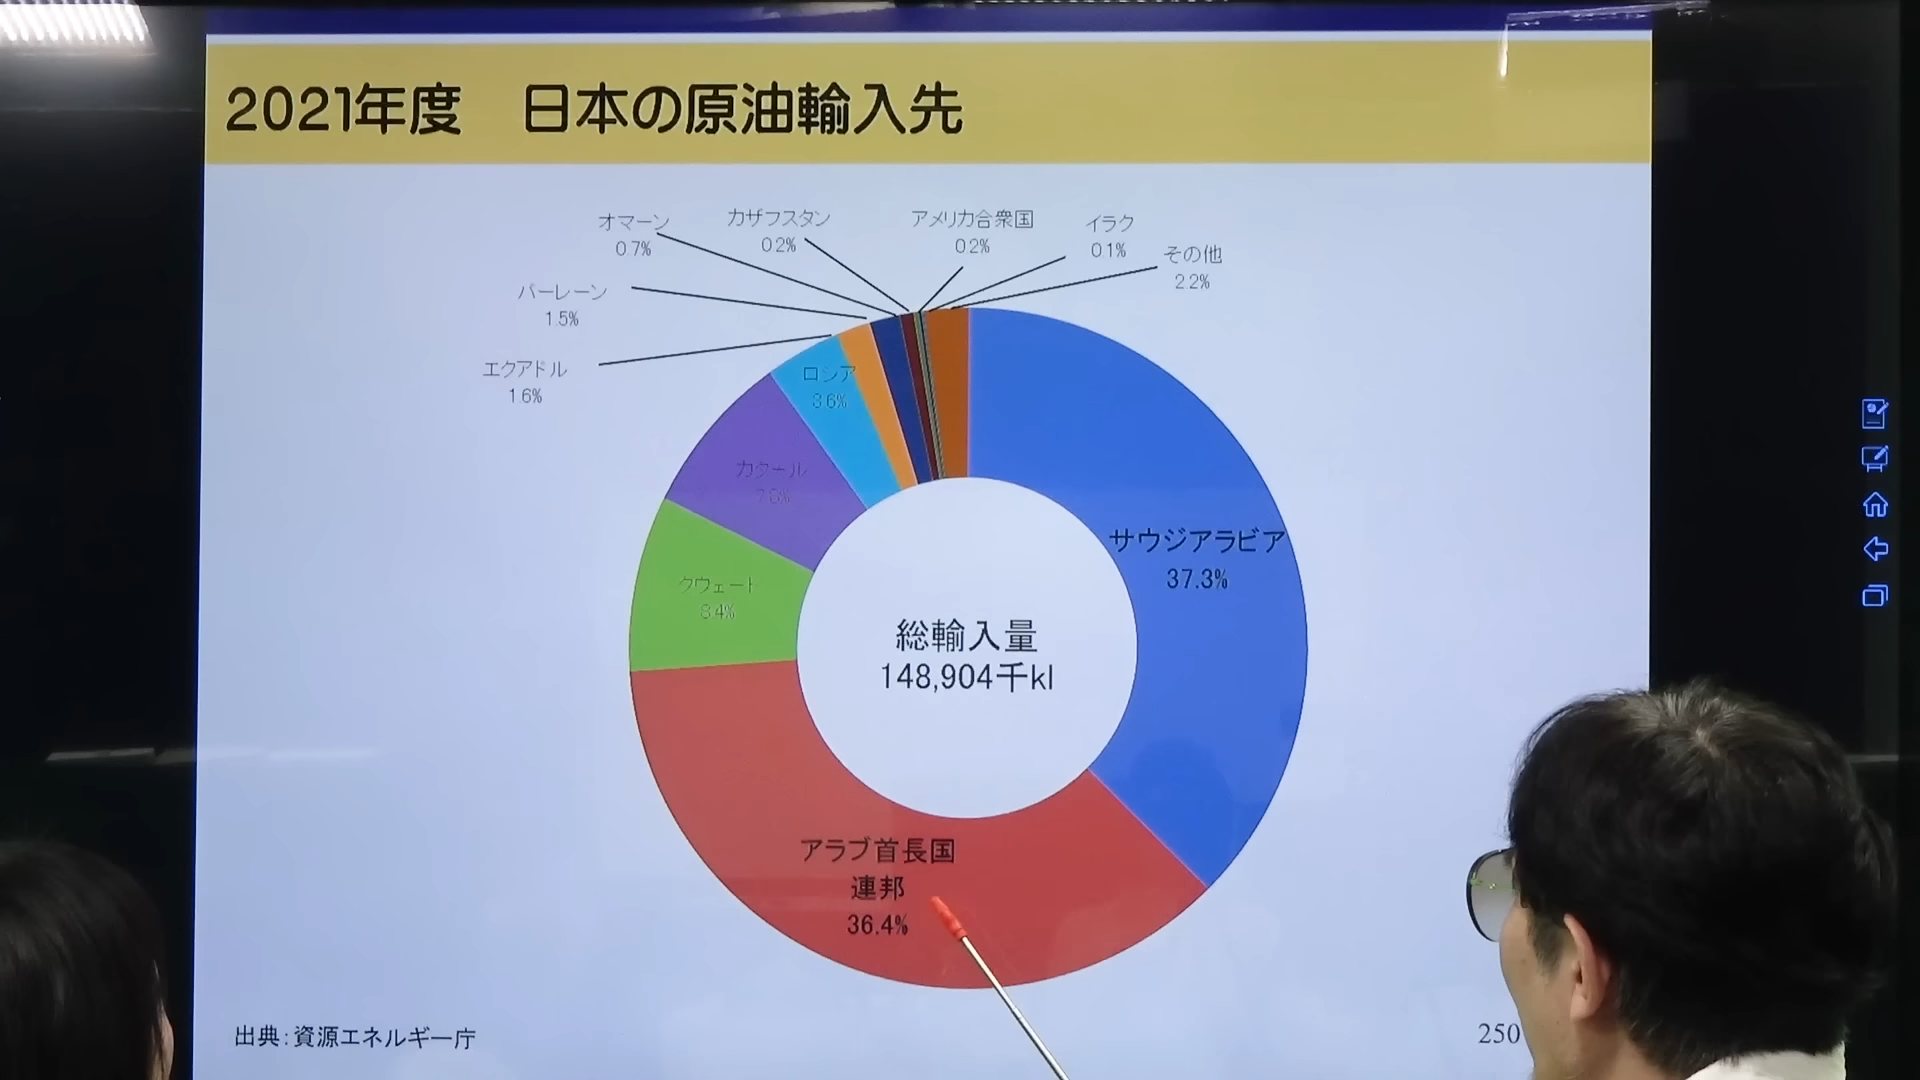 2021年度　日本の原油輸入先
オマーン
0.7%
カザフスタン
0.2%
アメリカ合衆国
0.2%
イラク
0.1%
その他
2.2%
バーレーン
1.5%
エクアドル
1.6%
ロシア
3.6%
カタール
クウェート
8.4%
サウジアラビア
37.3%
総輸入量
148,904千kl
アラブ首長国
連邦
36.4%
出典：資源エネルギー庁
250